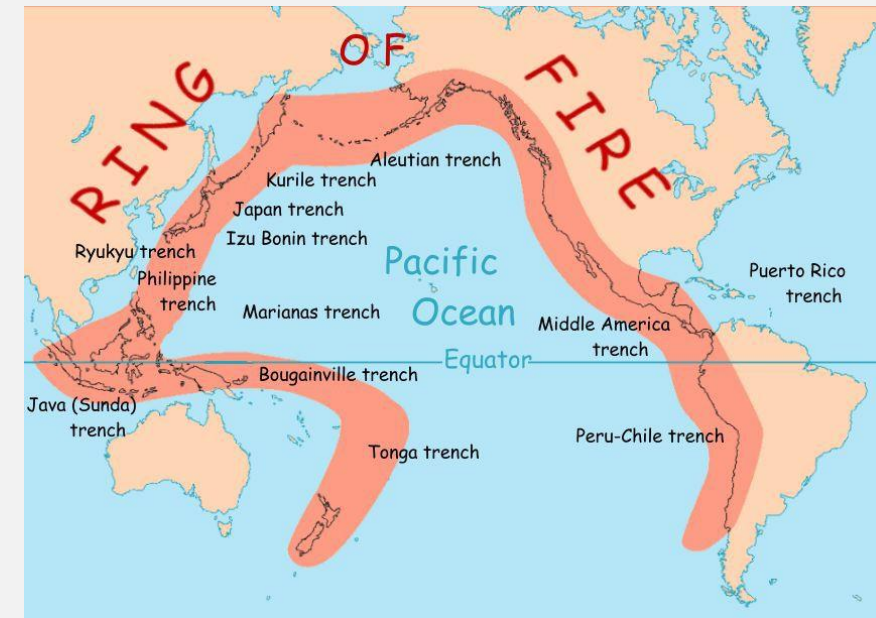 RING OF FIRE
Aleutian trench
Kurile trench
Japan trench
Izu Bonin trench
Ryukyu trench
Philippine
trench
Marianas trench
Pacific
Ocean
Puerto Rico
trench
Middle America
trench
Equator
Bougainville trench
Java (Sunda)
trench
Peru-Chile trench
Tonga trench